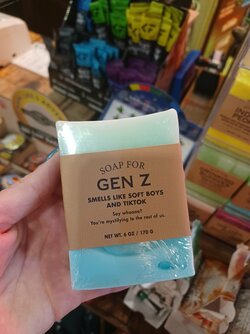 SOAP FOR
GEN Z
SMELLS LIKE SOFT BOYS
AND TIKTOK
Say whaaat?
You're mystifying to the rest of us.
NET WT. 6 OZ / 170 G